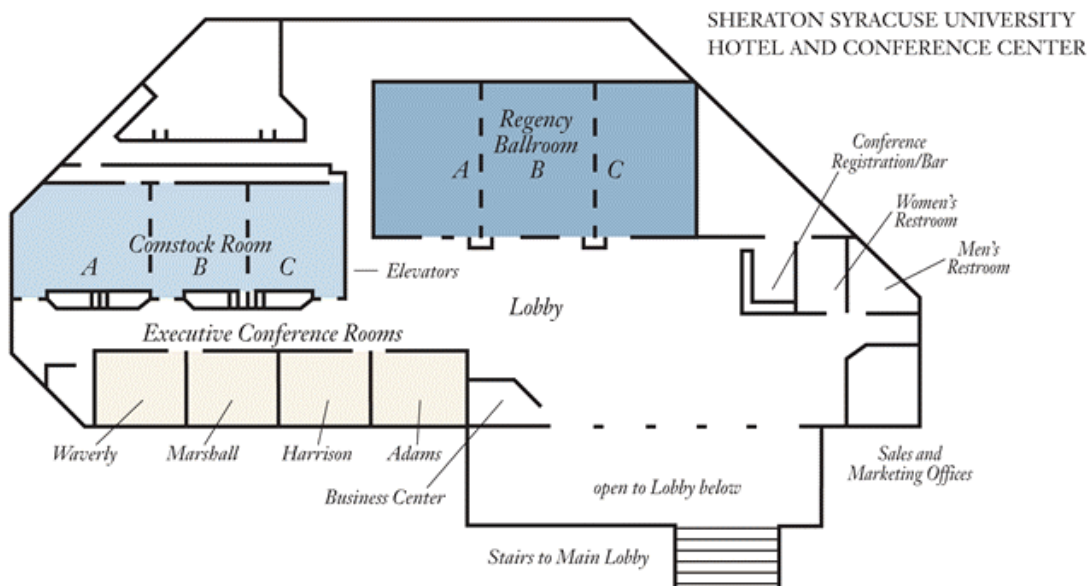 SHERATON SYRACUSE UNIVERSITY
HOTEL AND CONFERENCE CENTER
Regency
Ballroom
A B C
Conference
Registration/Bar
Women's
Restroom
Men's
Restroom
Comstock Room
A B C
Elevators
Lobby
Executive Conference Rooms
Waverly
Marshall
Harrison
Adams
Business Center
Sales and
Marketing Offices
open to Lobby below
Stairs to Main Lobby